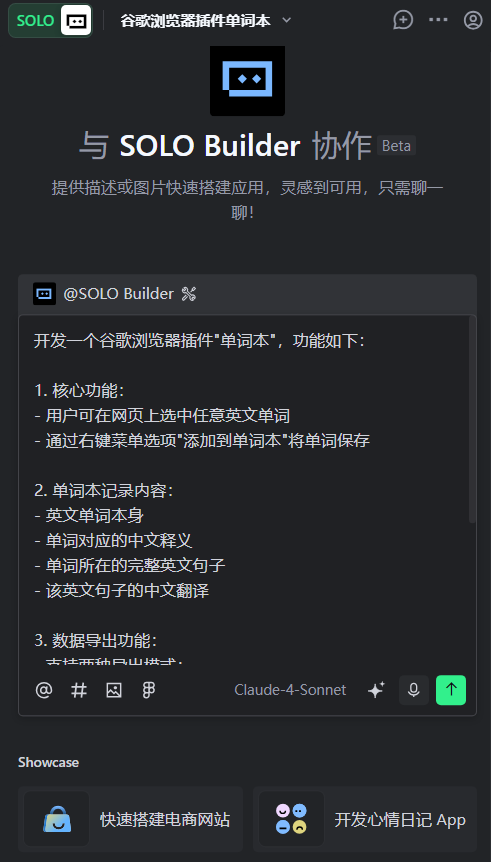 SOLO
谷歌浏览器插件单词本
与 SOLO Builder 协作 Beta
提供描述或图片快速搭建应用，灵感到可用，只需聊一
聊！
@SOLO Builder
开发一个谷歌浏览器插件"单词本"，功能如下：
1. 核心功能：
- 用户可在网页上选中任意英文单词
- 通过右键菜单选项"添加到单词本"将单词保存
2. 单词本记录内容：
- 英文单词本身
- 单词对应的中文释义
- 单词所在的完整英文句子
- 该英文句子的中文翻译
3. 数据导出功能：
- 支持两种导出模式：
Claude-4-Sonnet
Showcase
快速搭建电商网站
开发心情日记 App